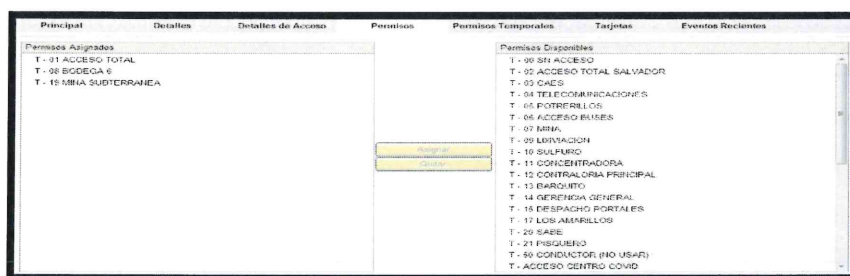 Principal Detalles Detalles de Acceso Permisos Permisos Temporales Tarjetas Eventos Recientes
Permisos Asignados
T - 01 ACCESO TOTAL
T - 08 BODEGA 6
T - 19 MINA SUBTERRANEA
Asignar
Quitar
Permisos Disponibles
T - 00 SN ACCESO
T - 02 ACCESO TOTAL SALVADOR
T - 03 CAES
T - 04 TELECOMUNICACIONES
T - 05 POTRERILLOS
T - 06 ACCESO BUSES
T - 07 MINA
T - 09 LIXIVIACION
T - 10 SULFURO
T - 11 CONCENTRADORA
T - 12 CONTRALORIA PRINCIPAL
T - 13 BARQUITO
T - 14 GERENCIA GENERAL
T - 16 DESPACHO PORTALES
T - 17 LOS AMARILLOS
T - 20 SABE
T - 21 PISQUERO
T - 50 CONDUCTOR (NO USAR)
T - ACCESO CENTRO COVID